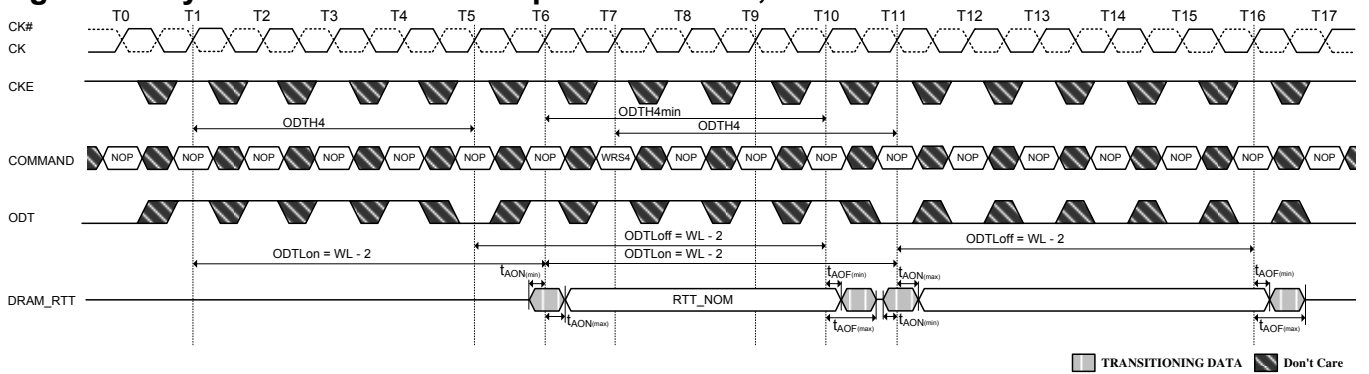 T0 T1 T2 T3 T4 T5 T6 T7 T8 T9 T10 T11 T12 T13 T14 T15 T16 T17
CK#
CK
CKE
ODTH4min
ODTH4
ODTH4
COMMAND NOP NOP NOP NOP NOP NOP NOP WRS4 NOP NOP NOP NOP NOP NOP NOP NOP NOP NOP
ODT
ODTLoff = WL - 2
ODTLoff = WL - 2
ODTLon = WL - 2
ODTLon = WL - 2
tAON(min)
tAOF(min)
tAON(max)
tAOF(min)
DRAM_RTT
RTT_NOM
tAON(max)
tAOF(max)
tAON(min)
tAOF(max)
TRANSITIONING DATA
Don't Care